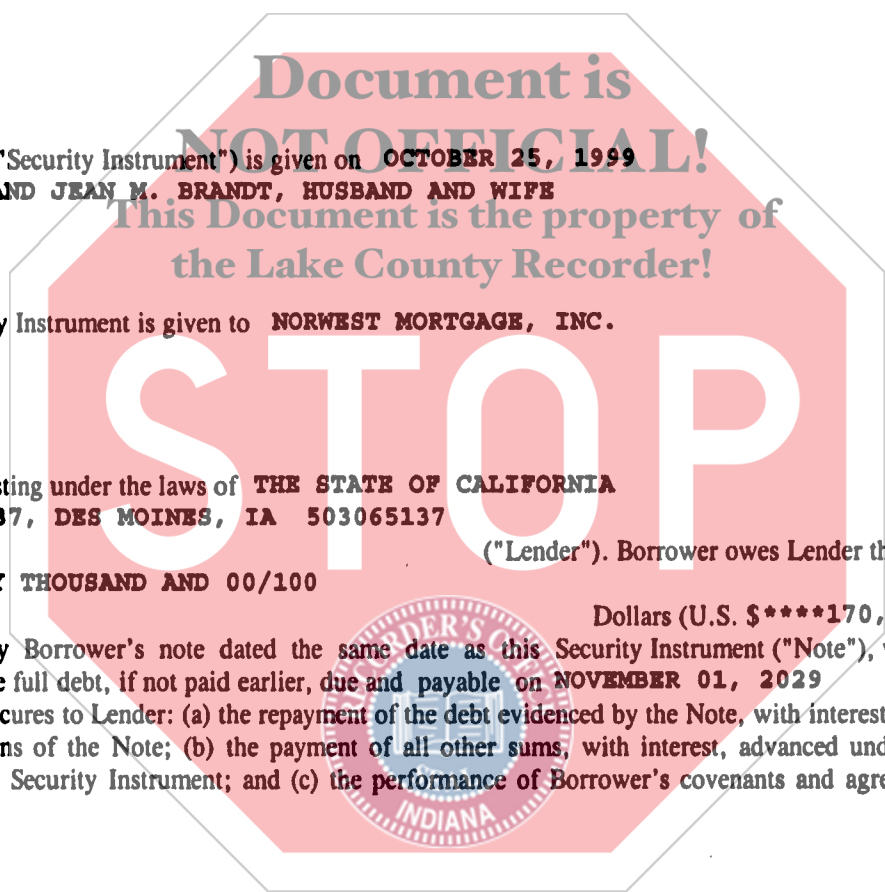 Document is
NOT OFFICIAL!
"Security Instrument") is given on OCTOBER 25, 1999
AND JEAN M. BRANDT, HUSBAND AND WIFE
This Document is the property of
the Lake County Recorder!
Instrument is given to NORWEST MORTGAGE, INC.
STOP
under the laws of THE STATE OF CALIFORNIA
37, DES MOINES, IA 503065137
("Lender"). Borrower owes Lender
THOUSAND AND 00/100
Dollars (U.S. $****170,
Borrower's note dated the same date as this Security Instrument ("Note"),
full debt, if not paid earlier, due and payable on NOVEMBER 01, 2029
cures to Lender: (a) the repayment of the debt evidenced by the Note, with interest
ns of the Note; (b) the payment of all other sums, with interest, advanced
Security Instrument; and (c) the performance of Borrower's covenants and
RECORDER'S OFFICE
SEAL
INDIANA